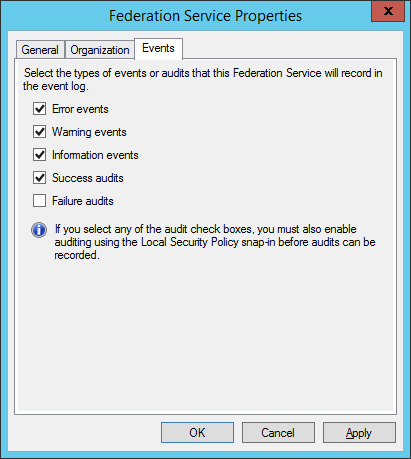 Federation Service Properties
x
General Organization Events
Select the types of events or audits that this Federation Service will record in
the event log.
Error events
Warning events
Information events
Success audits
Failure audits
If you select any of the audit check boxes, you must also enable
auditing using the Local Security Policy snap-in before audits can be
recorded.
OK Cancel Apply